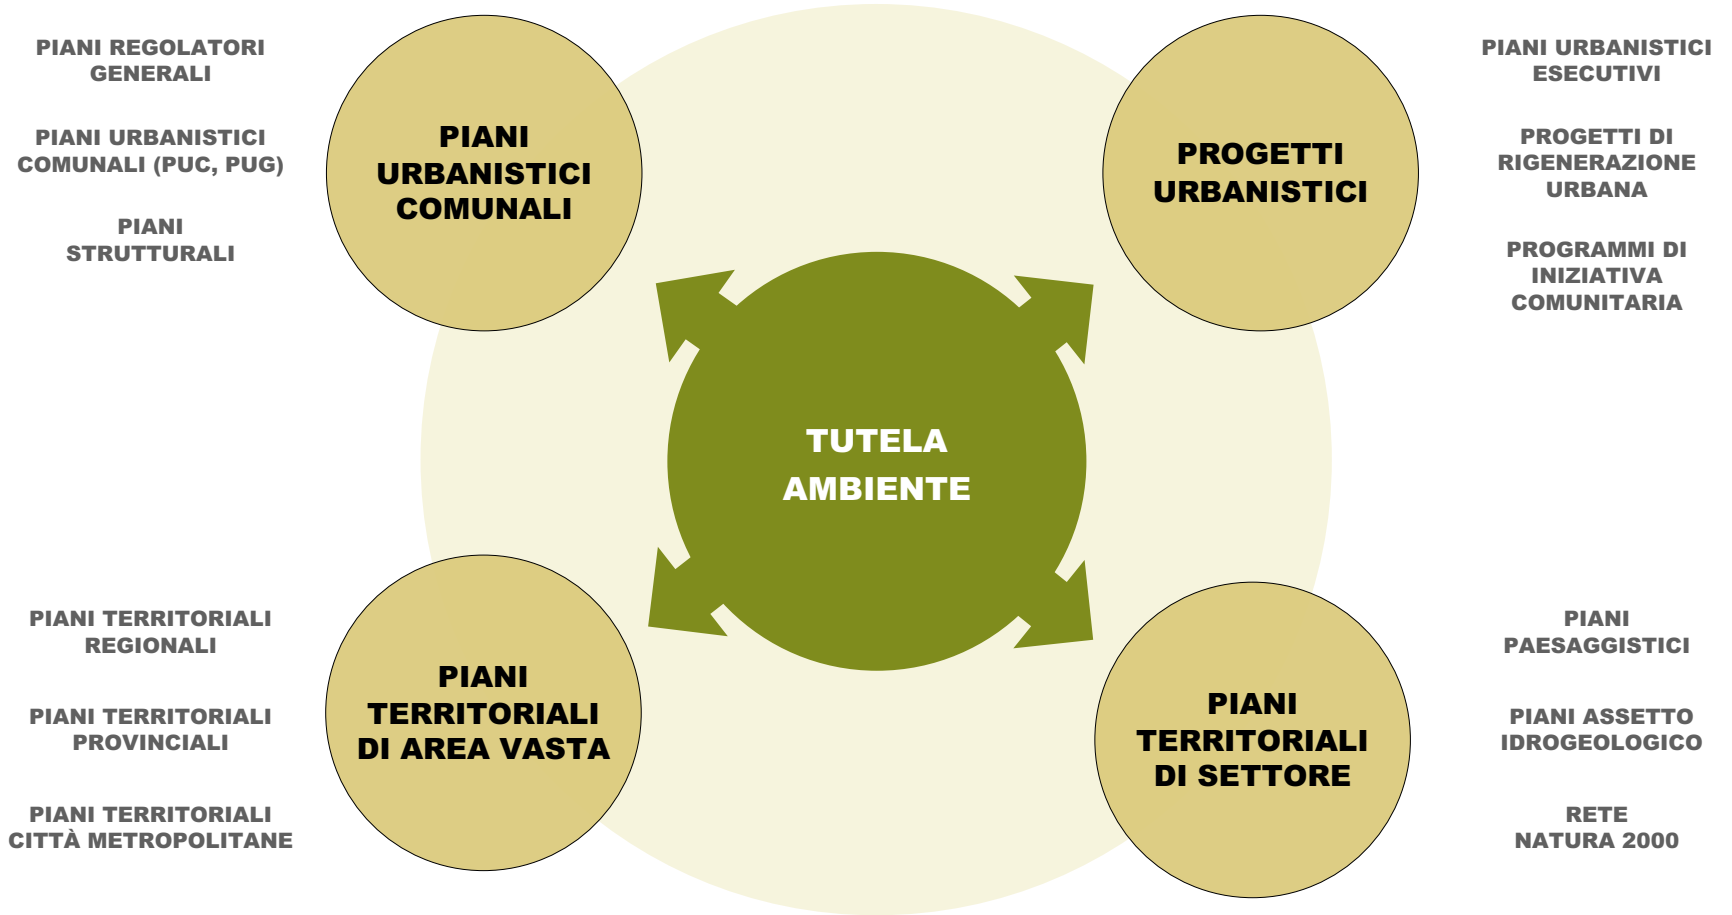 PIANI REGOLATORI
GENERALI
PIANI URBANISTICI
COMUNALI (PUC, PUG)
PIANI
STRUTTURALI
PIANI
URBANISTICI
COMUNALI
PROGETTI
URBANISTICI
PIANI URBANISTICI
ESECUTIVI
PROGETTI DI
RIGENERAZIONE
URBANA
PROGRAMMI DI
INIZIATIVA
COMUNITARIA
TUTELA
AMBIENTE
PIANI TERRITORIALI
REGIONALI
PIANI TERRITORIALI
PROVINCIALI
PIANI TERRITORIALI
CITTÀ METROPOLITANE
PIANI
TERRITORIALI
DI AREA VASTA
PIANI
TERRITORIALI
DI SETTORE
PIANI
PAESAGGISTICI
PIANI ASSETTO
IDROGEOLOGICO
RETE
NATURA 2000